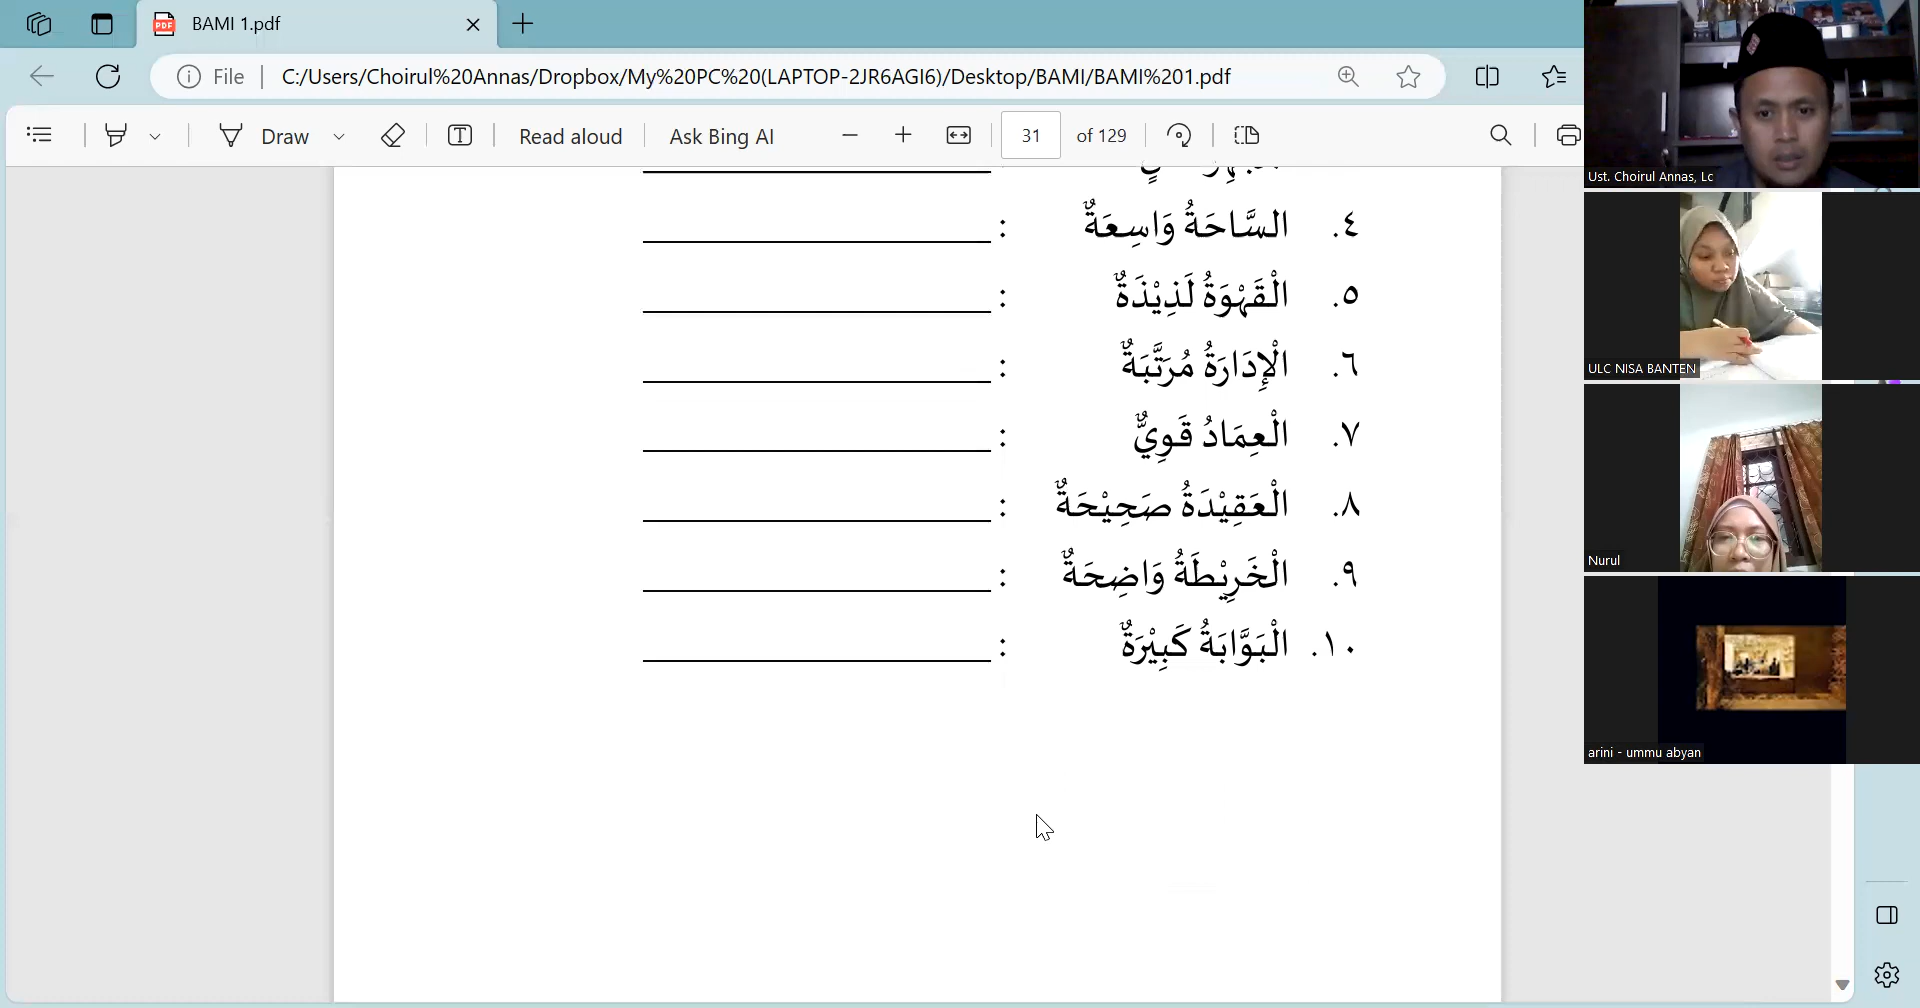 BAMI 1.pdf
File C:/Users/Choirul%20Annas/Dropbox/My%20PC%20(LAPTOP-2JR6AGI6)/Desktop/BAMI/BAMI%201.pdf
Draw Read aloud Ask Bing AI 31 of 129
٤. السَّاحَةُ وَاسِعَةٌ : 
٥. الْقَهْوَةُ لَذِيْذَةٌ : 
٦. الْإِدَارَةُ مُرَتَّبَةٌ : 
٧. الْعِمَادُ قَوِيٌّ : 
٨. الْعَقِيْدَةُ صَحِيْحَةٌ : 
٩. الْخَرِيْطَةُ وَاضِحَةٌ : 
١٠. الْبَوَّابَةُ كَبِيْرَةٌ : 
Ust. Choirul Annas, Lc
ULC NISA BANTEN
Nurul
arini - ummu abyan